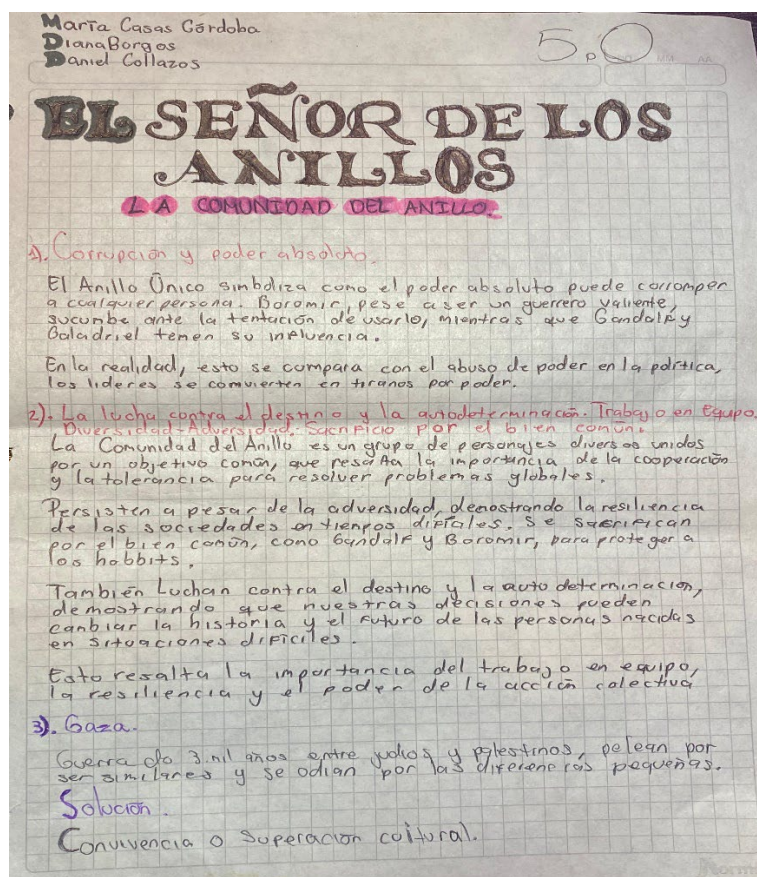 María Casas Córdoba
Diana Borgos
Daniel Collazos
5.0
EL SEÑOR DE LOS
ANILLOS
LA COMUNIDAD DEL ANILLO.
1). Corrupción y poder absoluto.
El Anillo Único simboliza como el poder absoluto puede corromper
a cualquier persona. Boromir, pese a ser un guerrero valiente,
sucumbe ante la tentación de usarlo, mientras que Gandalf y
Galadriel temen su influencia.
En la realidad, esto se compara con el abuso de poder en la política,
los líderes se convierten en tiranos por poder.
2). La lucha contra el destino y la autodeterminación. Trabajo en Equipo.
Diversidad-Adversidad. Sacrificio por el bien común.
La Comunidad del Anillo es un grupo de personajes diversos unidos
por un objetivo común, que resalta la importancia de la cooperación
y la tolerancia para resolver problemas globales.
Persisten a pesar de la adversidad, demostrando la resiliencia
de las sociedades en tiempos difíciles. Se sacrifican
por el bien común, como Gandalf y Boromir, para proteger a
los hobbits.
También Luchan contra el destino y la auto determinación,
demostrando que nuestras decisiones pueden
canbiar la historia y el futuro de las personas nacidas
en situaciones difíciles.
Esto resalta la importancia del trabajo en equipo,
la resiliencia y el poder de la acción colectiva
3). Gaza.
Guerra de 3.mil años entre judios y palestinos, pelean por
ser similares y se odian por las diferencias pequeñas.
Solución.
Convivencia o Superación cultural.